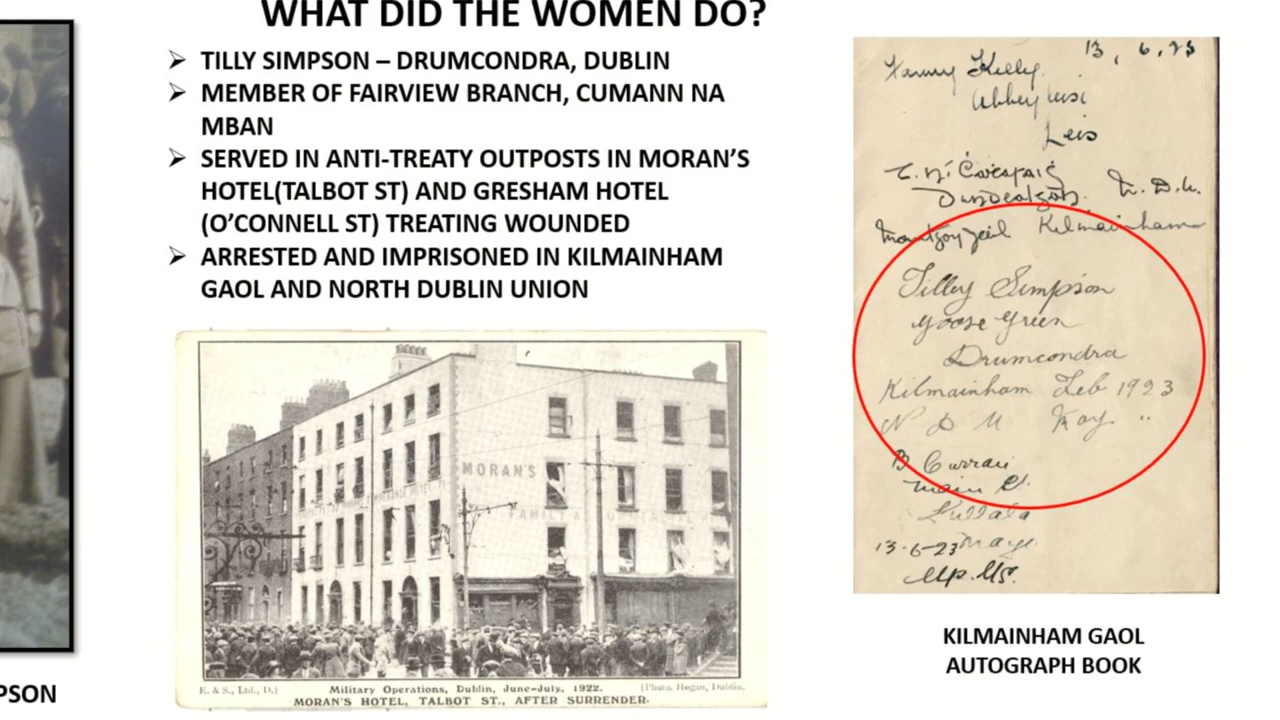 WHAT DID THE WOMEN DO?
➢ TILLY SIMPSON – DRUMCONDRA, DUBLIN
➢ MEMBER OF FAIRVIEW BRANCH, CUMANN NA
MBAN
➢ SERVED IN ANTI-TREATY OUTPOSTS IN MORAN'S
HOTEL(TALBOT ST) AND GRESHAM HOTEL
(O'CONNELL ST) TREATING WOUNDED
➢ ARRESTED AND IMPRISONED IN KILMAINHAM
GAOL AND NORTH DUBLIN UNION
PSON
MORAN'S
E. & S., Ltd., D.]
Military Operations, Dublin, June-July, 1922.
[Photo, Hogan, Dublin.
MORAN'S HOTEL, TALBOT ST., AFTER SURRENDER.
13, 6, 23
Fanny Kelly
Leis
N. D. U.
Mountjoy Jail Kilmainham
Tilley Simpson
Goose Green
Drumcondra
Kilmainham Feb 1923
N D U May "
B Curran
Main St.
Killala
13-6-23 Mayo
KILMAINHAM GAOL
AUTOGRAPH BOOK